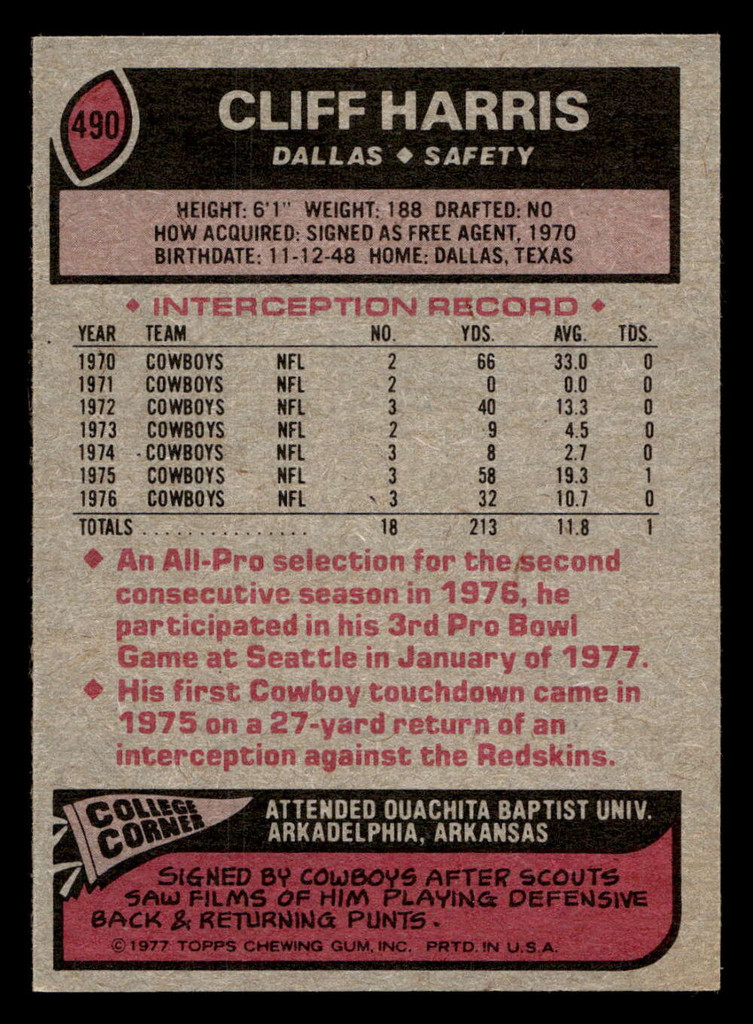 490
CLIFF HARRIS
DALLAS ◆ SAFETY
HEIGHT: 6'1" WEIGHT: 188 DRAFTED: NO
HOW ACQUIRED: SIGNED AS FREE AGENT, 1970
BIRTHDATE: 11-12-48 HOME: DALLAS, TEXAS
◆ INTERCEPTION RECORD ◆
YEAR TEAM NO. YDS. AVG. TDS.
1970 COWBOYS NFL 2 66 33.0 0
1971 COWBOYS NFL 2 0 0.0 0
1972 COWBOYS NFL 3 40 13.3 0
1973 COWBOYS NFL 2 9 4.5 0
1974 COWBOYS NFL 3 8 2.7 0
1975 COWBOYS NFL 3 58 19.3 1
1976 COWBOYS NFL 3 32 10.7 0
TOTALS ............... 18 213 11.8 1
◆ An All-Pro selection for the second
consecutive season in 1976, he
participated in his 3rd Pro Bowl
Game at Seattle in January of 1977.
◆ His first Cowboy touchdown came in
1975 on a 27-yard return of an
interception against the Redskins.
COLLEGE
CORNER
ATTENDED OUACHITA BAPTIST UNIV.
ARKADELPHIA, ARKANSAS
SIGNED BY COWBOYS AFTER SCOUTS
SAW FILMS OF HIM PLAYING DEFENSIVE
BACK & RETURNING PUNTS.
©1977 TOPPS CHEWING GUM, INC. PRTD. IN U.S.A.